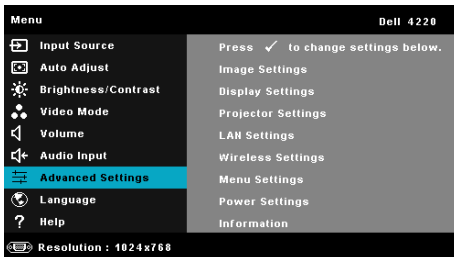 Menu Dell 4220
Input Source Press ✓ to change settings below.
Auto Adjust Image Settings
Brightness/Contrast Display Settings
Video Mode Projector Settings
Volume LAN Settings
Audio Input Wireless Settings
Advanced Settings Menu Settings
Language Power Settings
? Help Information
Resolution : 1024x768